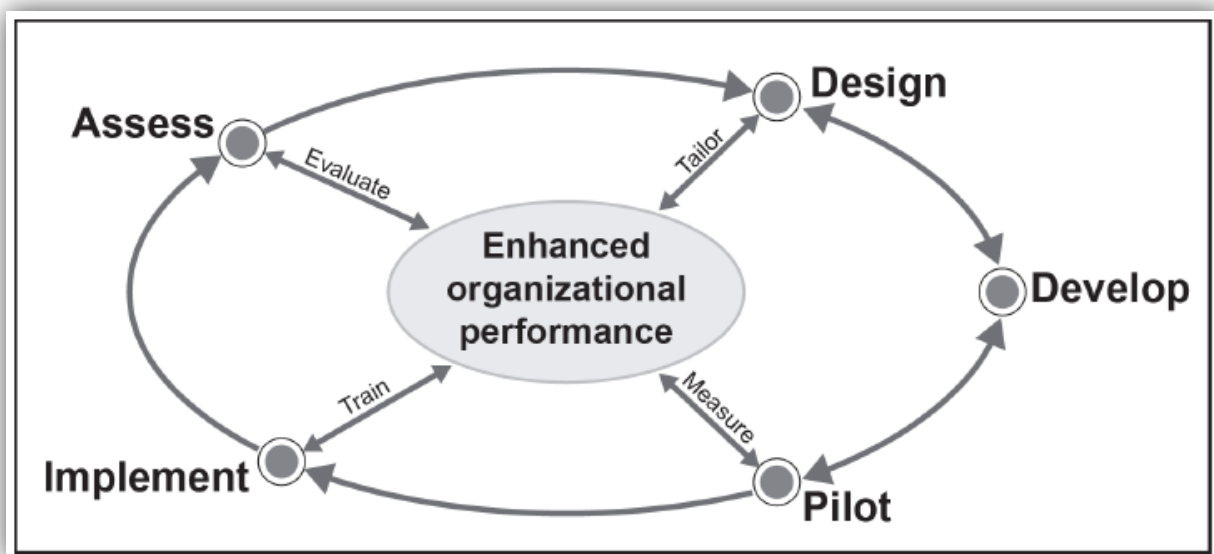 Design
Assess
Evaluate
Tailor
Enhanced
organizational
performance
Develop
Train
Measure
Implement
Pilot